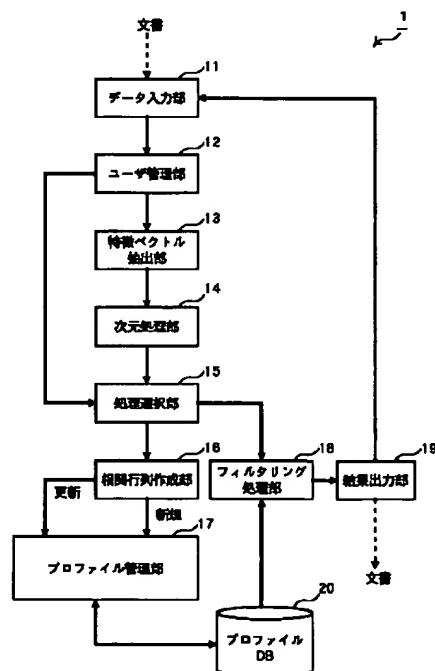 文書
1
11
データ入力部
12
ユーザ管理部
13
特徴ベクトル
抽出部
14
次元処理部
15
処理選択部
16
相関行列作成部
18
フィルタリング
処理部
19
結果出力部
更新
新規
17
プロファイル管理部
文書
20
プロファイル
DB